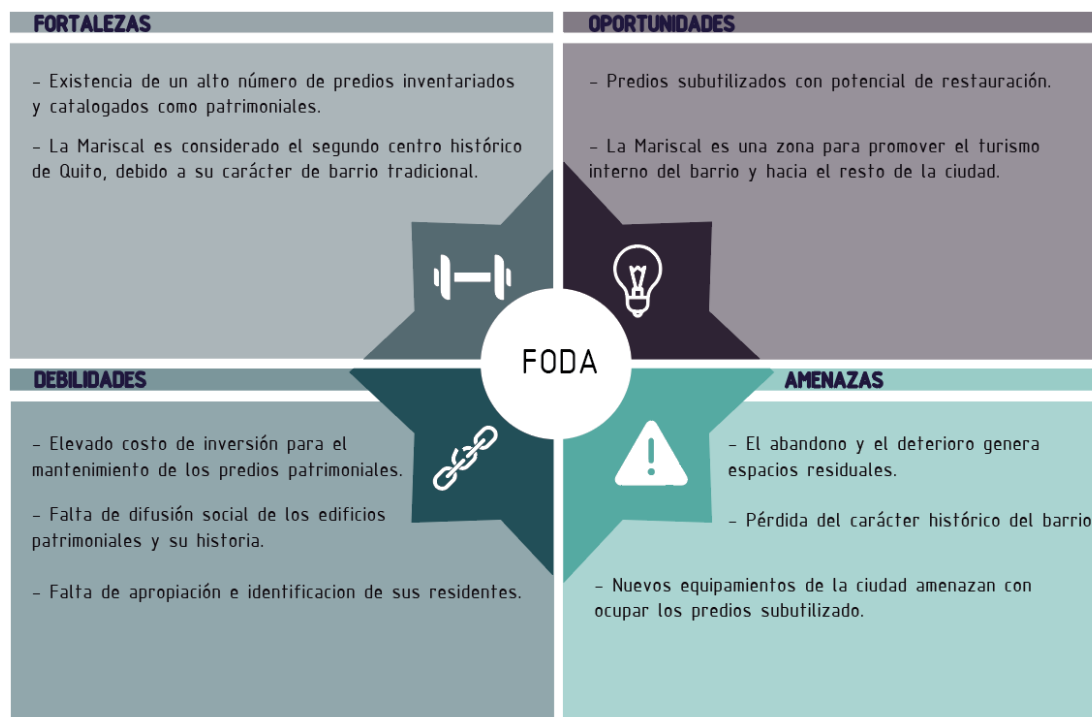 FORTALEZAS
- Existencia de un alto número de predios inventariados
y catalogados como patrimoniales.
- La Mariscal es considerado el segundo centro histórico
de Quito, debido a su carácter de barrio tradicional.
OPORTUNIDADES
- Predios subutilizados con potencial de restauración.
- La Mariscal es una zona para promover el turismo
interno del barrio y hacia el resto de la ciudad.
FODA
DEBILIDADES
- Elevado costo de inversión para el
mantenimiento de los predios patrimoniales.
- Falta de difusión social de los edificios
patrimoniales y su historia.
- Falta de apropiación e identificacion de sus residentes.
AMENAZAS
- El abandono y el deterioro genera
espacios residuales.
- Pérdida del carácter histórico del barrio
- Nuevos equipamientos de la ciudad amenazan con
ocupar los predios subutilizado.